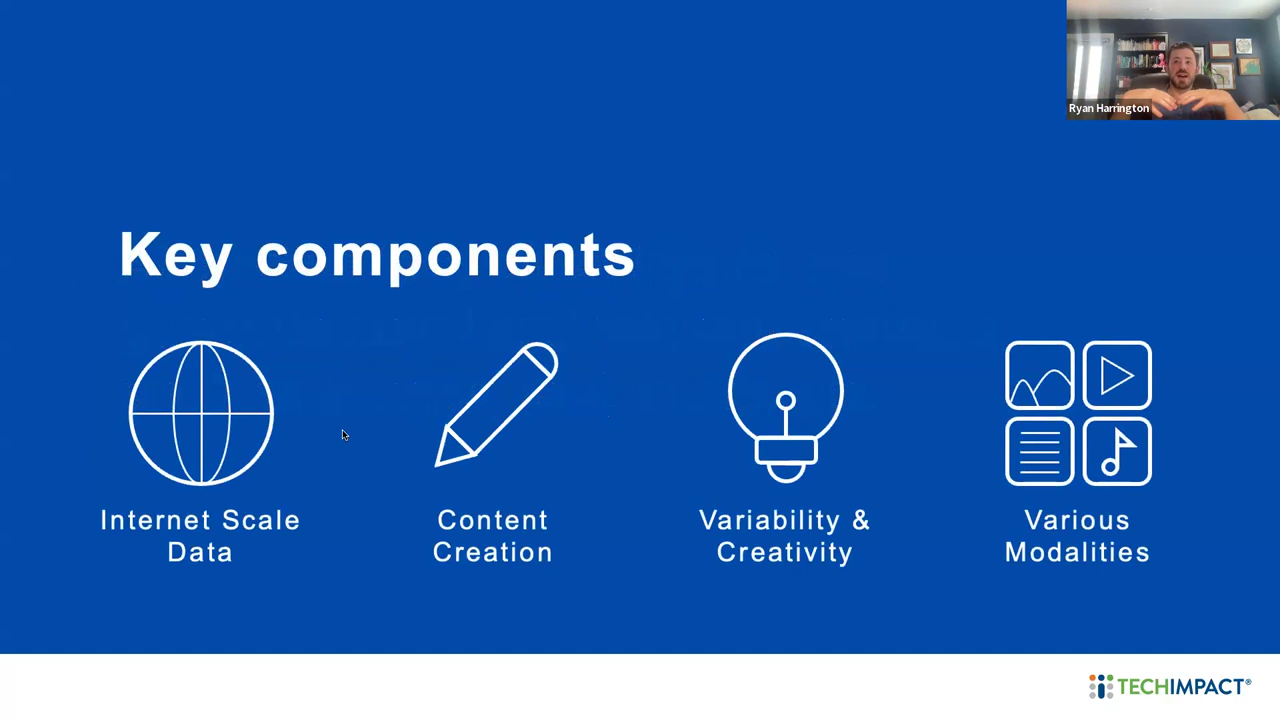 Ryan Harrington
Key components
Internet Scale
Data
Content
Creation
Variability &
Creativity
Various
Modalities
TECHIMPACT®